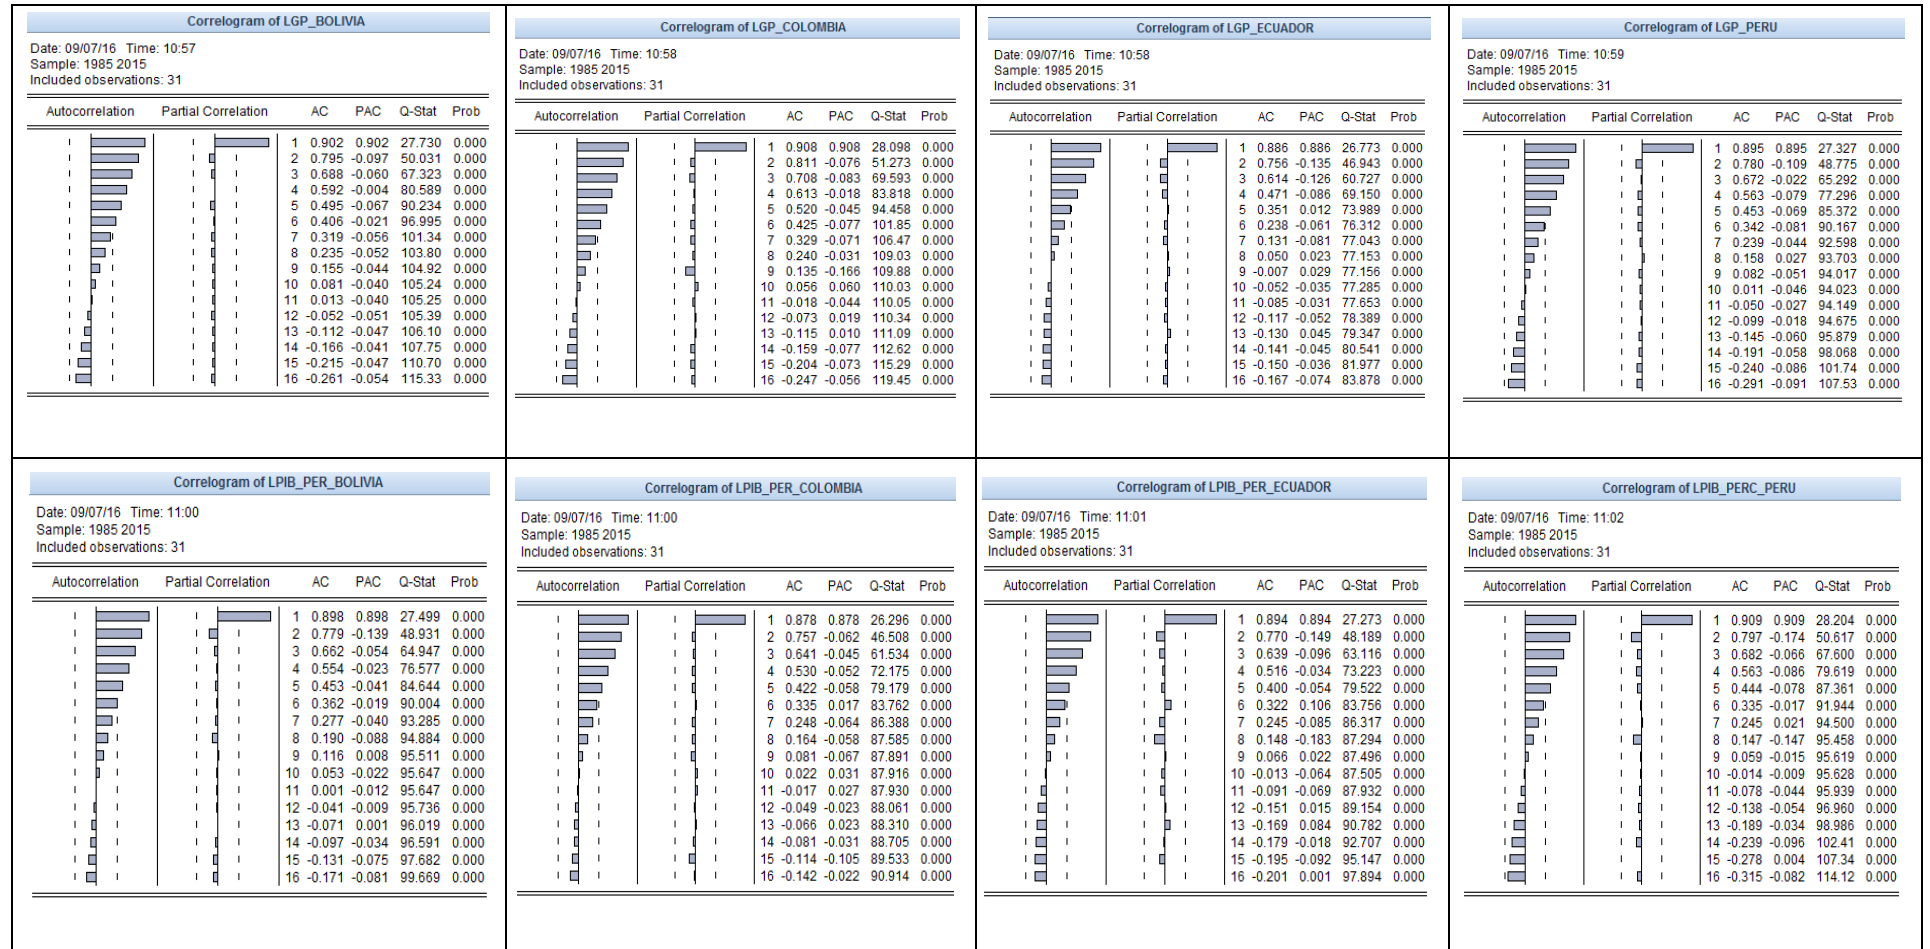 Correlogram of LGP_BOLIVIA
Date: 09/07/16 Time: 10:57
Sample: 1985 2015
Included observations: 31
Autocorrelation Partial Correlation AC PAC Q-Stat Prob
1 0.902 0.902 27.730 0.000
2 0.795 -0.097 50.031 0.000
3 0.688 -0.060 67.323 0.000
4 0.592 -0.004 80.589 0.000
5 0.495 -0.067 90.234 0.000
6 0.406 -0.021 96.995 0.000
7 0.319 -0.056 101.34 0.000
8 0.235 -0.052 103.80 0.000
9 0.155 -0.044 104.92 0.000
10 0.081 -0.040 105.24 0.000
11 0.013 -0.040 105.25 0.000
12 -0.052 -0.051 105.39 0.000
13 -0.112 -0.047 106.10 0.000
14 -0.166 -0.041 107.75 0.000
15 -0.215 -0.047 110.70 0.000
16 -0.261 -0.054 115.33 0.000
Correlogram of LGP_COLOMBIA
Date: 09/07/16 Time: 10:58
Sample: 1985 2015
Included observations: 31
Autocorrelation Partial Correlation AC PAC Q-Stat Prob
1 0.908 0.908 28.098 0.000
2 0.811 -0.076 51.273 0.000
3 0.708 -0.083 69.593 0.000
4 0.613 -0.018 83.818 0.000
5 0.520 -0.045 94.458 0.000
6 0.425 -0.077 101.85 0.000
7 0.329 -0.071 106.47 0.000
8 0.240 -0.031 109.03 0.000
9 0.135 -0.166 109.88 0.000
10 0.056 0.060 110.03 0.000
11 -0.018 -0.044 110.05 0.000
12 -0.073 0.019 110.34 0.000
13 -0.115 0.010 111.09 0.000
14 -0.159 -0.077 112.62 0.000
15 -0.204 -0.073 115.29 0.000
16 -0.247 -0.056 119.45 0.000
Correlogram of LGP_ECUADOR
Date: 09/07/16 Time: 10:58
Sample: 1985 2015
Included observations: 31
Autocorrelation Partial Correlation AC PAC Q-Stat Prob
1 0.886 0.886 26.773 0.000
2 0.756 -0.135 46.943 0.000
3 0.614 -0.126 60.727 0.000
4 0.471 -0.086 69.150 0.000
5 0.351 0.012 73.989 0.000
6 0.238 -0.061 76.312 0.000
7 0.131 -0.081 77.043 0.000
8 0.050 0.023 77.153 0.000
9 -0.007 0.029 77.156 0.000
10 -0.052 -0.035 77.285 0.000
11 -0.085 -0.031 77.653 0.000
12 -0.117 -0.052 78.389 0.000
13 -0.130 0.045 79.347 0.000
14 -0.141 -0.045 80.541 0.000
15 -0.150 -0.036 81.977 0.000
16 -0.167 -0.074 83.878 0.000
Correlogram of LGP_PERU
Date: 09/07/16 Time: 10:59
Sample: 1985 2015
Included observations: 31
Autocorrelation Partial Correlation AC PAC Q-Stat Prob
1 0.895 0.895 27.327 0.000
2 0.780 -0.109 48.775 0.000
3 0.672 -0.022 65.292 0.000
4 0.563 -0.079 77.296 0.000
5 0.453 -0.069 85.372 0.000
6 0.342 -0.081 90.167 0.000
7 0.239 -0.044 92.598 0.000
8 0.158 0.027 93.703 0.000
9 0.082 -0.051 94.017 0.000
10 0.011 -0.046 94.023 0.000
11 -0.050 -0.027 94.149 0.000
12 -0.099 -0.018 94.675 0.000
13 -0.145 -0.060 95.879 0.000
14 -0.191 -0.058 98.068 0.000
15 -0.240 -0.086 101.74 0.000
16 -0.291 -0.091 107.53 0.000
Correlogram of LPIB_PER_BOLIVIA
Date: 09/07/16 Time: 11:00
Sample: 1985 2015
Included observations: 31
Autocorrelation Partial Correlation AC PAC Q-Stat Prob
1 0.898 0.898 27.499 0.000
2 0.779 -0.139 48.931 0.000
3 0.662 -0.054 64.947 0.000
4 0.554 -0.023 76.577 0.000
5 0.453 -0.041 84.644 0.000
6 0.362 -0.019 90.004 0.000
7 0.277 -0.040 93.285 0.000
8 0.190 -0.088 94.884 0.000
9 0.116 0.008 95.511 0.000
10 0.053 -0.022 95.647 0.000
11 0.001 -0.012 95.647 0.000
12 -0.041 -0.009 95.736 0.000
13 -0.071 0.001 96.019 0.000
14 -0.097 -0.034 96.591 0.000
15 -0.131 -0.075 97.682 0.000
16 -0.171 -0.081 99.669 0.000
Correlogram of LPIB_PER_COLOMBIA
Date: 09/07/16 Time: 11:00
Sample: 1985 2015
Included observations: 31
Autocorrelation Partial Correlation AC PAC Q-Stat Prob
1 0.878 0.878 26.296 0.000
2 0.757 -0.062 46.508 0.000
3 0.641 -0.045 61.534 0.000
4 0.530 -0.052 72.175 0.000
5 0.422 -0.058 79.179 0.000
6 0.335 0.017 83.762 0.000
7 0.248 -0.064 86.388 0.000
8 0.164 -0.058 87.585 0.000
9 0.081 -0.067 87.891 0.000
10 0.022 0.031 87.916 0.000
11 -0.017 0.027 87.930 0.000
12 -0.049 -0.023 88.061 0.000
13 -0.066 0.023 88.310 0.000
14 -0.081 -0.031 88.705 0.000
15 -0.114 -0.105 89.533 0.000
16 -0.142 -0.022 90.914 0.000
Correlogram of LPIB_PER_ECUADOR
Date: 09/07/16 Time: 11:01
Sample: 1985 2015
Included observations: 31
Autocorrelation Partial Correlation AC PAC Q-Stat Prob
1 0.894 0.894 27.273 0.000
2 0.770 -0.149 48.189 0.000
3 0.639 -0.096 63.116 0.000
4 0.516 -0.034 73.223 0.000
5 0.400 -0.054 79.522 0.000
6 0.322 0.106 83.756 0.000
7 0.245 -0.085 86.317 0.000
8 0.148 -0.183 87.294 0.000
9 0.066 0.022 87.496 0.000
10 -0.013 -0.064 87.505 0.000
11 -0.091 -0.069 87.932 0.000
12 -0.151 0.015 89.154 0.000
13 -0.169 0.084 90.782 0.000
14 -0.179 -0.018 92.707 0.000
15 -0.195 -0.092 95.147 0.000
16 -0.201 0.001 97.894 0.000
Correlogram of LPIB_PERC_PERU
Date: 09/07/16 Time: 11:02
Sample: 1985 2015
Included observations: 31
Autocorrelation Partial Correlation AC PAC Q-Stat Prob
1 0.909 0.909 28.204 0.000
2 0.797 -0.174 50.617 0.000
3 0.682 -0.066 67.600 0.000
4 0.563 -0.086 79.619 0.000
5 0.444 -0.078 87.361 0.000
6 0.335 -0.017 91.944 0.000
7 0.245 0.021 94.500 0.000
8 0.147 -0.147 95.458 0.000
9 0.059 -0.015 95.619 0.000
10 -0.014 -0.009 95.628 0.000
11 -0.078 -0.044 95.939 0.000
12 -0.138 -0.054 96.960 0.000
13 -0.189 -0.034 98.986 0.000
14 -0.239 -0.096 102.41 0.000
15 -0.278 0.004 107.34 0.000
16 -0.315 -0.082 114.12 0.000